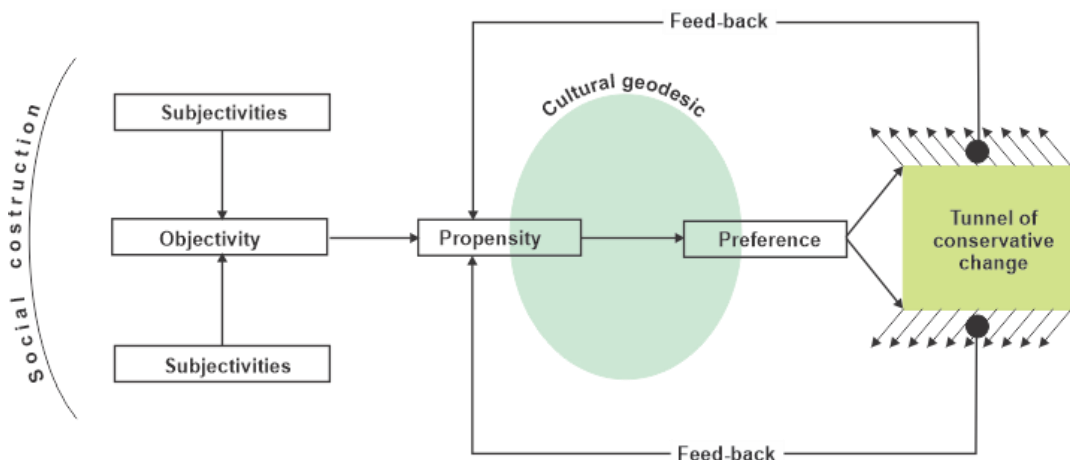 Feed-back
Social costruction
Subjectivities
Cultural geodesic
Objectivity
Propensity
Preference
Tunnel of
conservative
change
Subjectivities
Feed-back